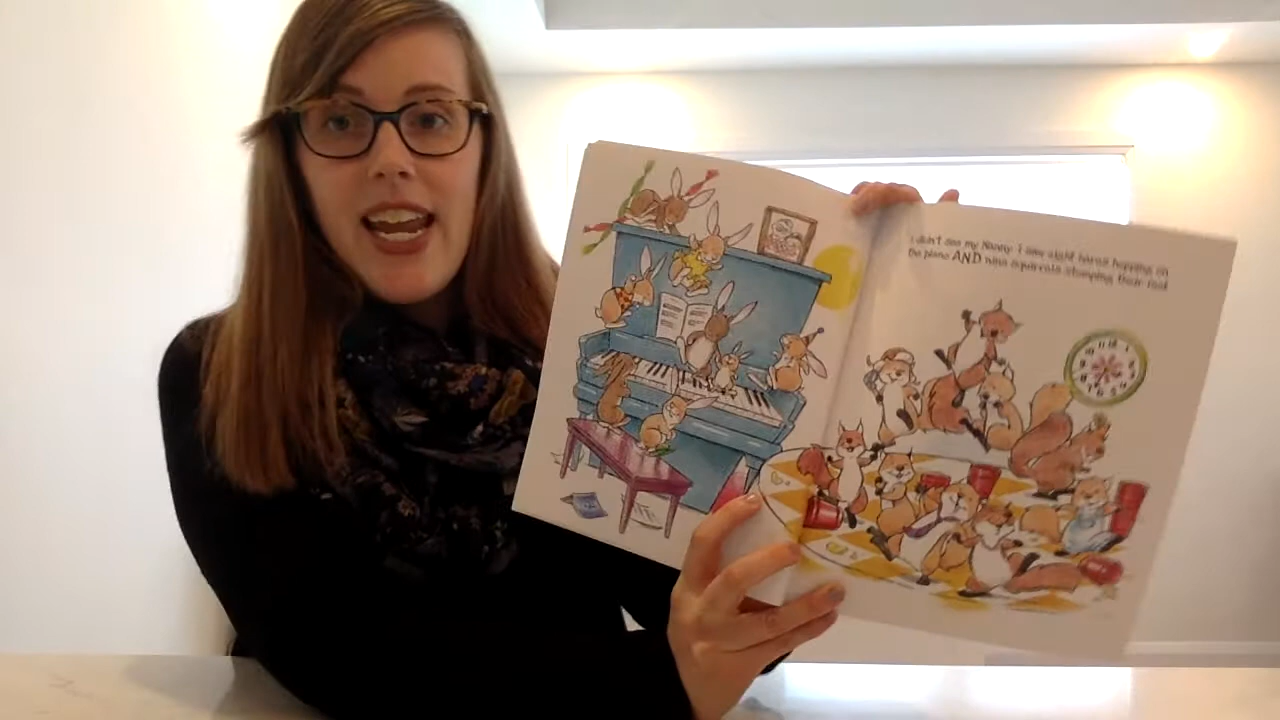 I didn't see my Nanny. I saw eight hares hopping on
the piano AND nine squirrels stomping their feet